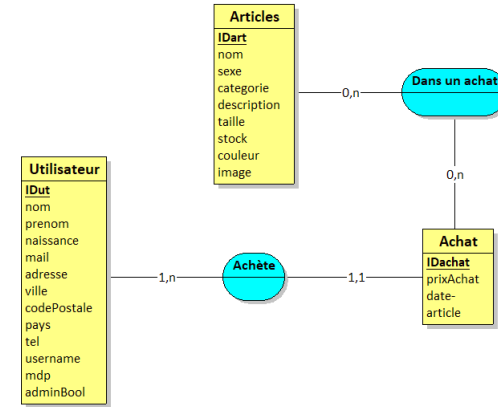 Articles
IDart
nom
sexe
categorie
description
taille
stock
couleur
image
Dans un achat
0,n
0,n
Utilisateur
IDut
nom
prenom
naissance
mail
adresse
ville
codePostale
pays
tel
username
mdp
adminBool
1,n
Achète
1,1
Achat
IDachat
prixAchat
date-
article